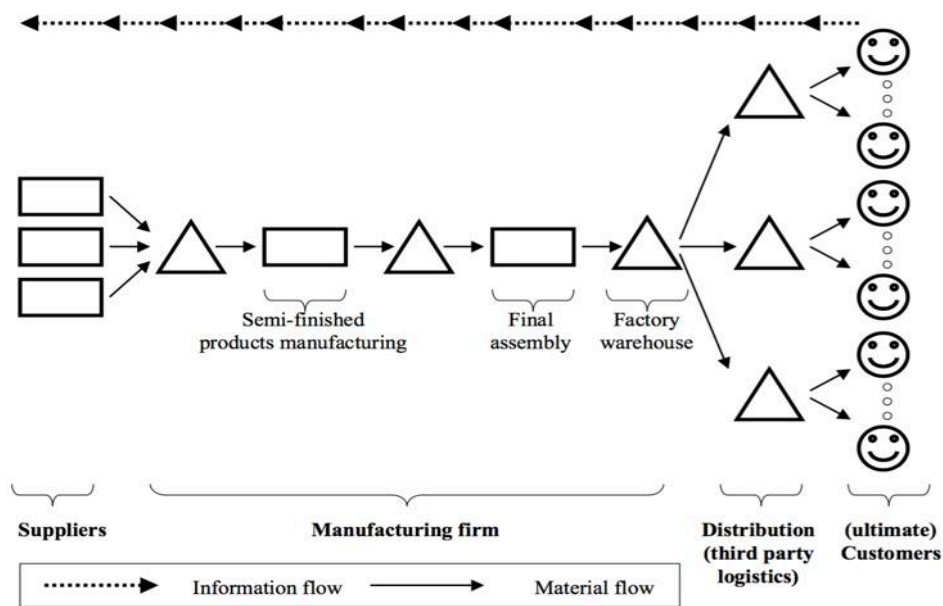 Semi-finished
products manufacturing
Final
assembly
Factory
warehouse
Suppliers
Manufacturing firm
Distribution
(third party
logistics)
(ultimate)
Customers
Information flow
Material flow